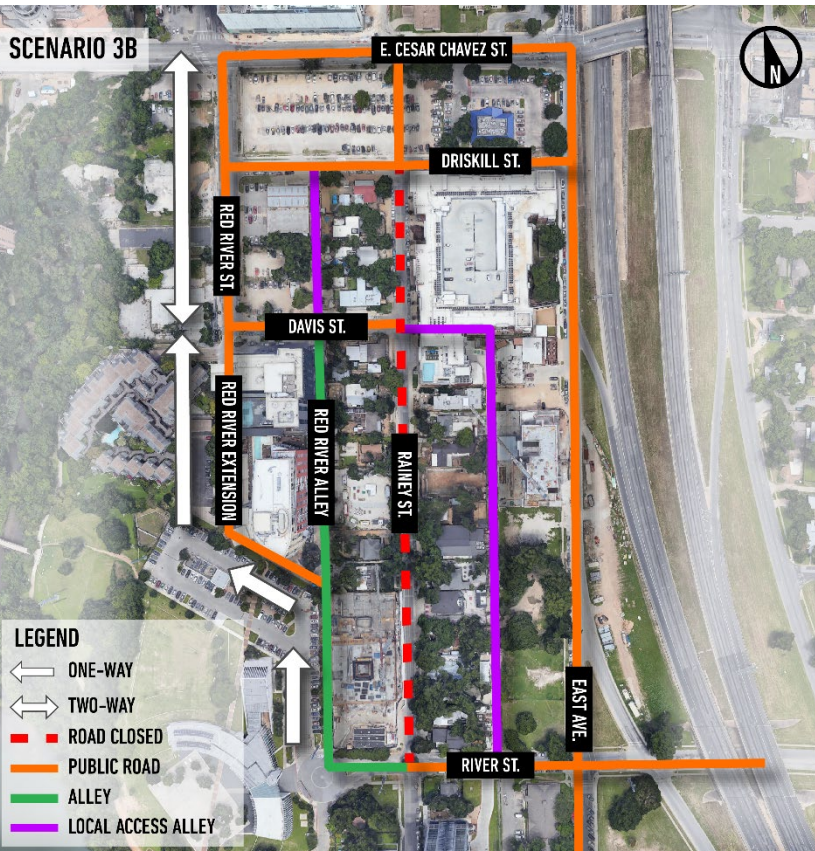 SCENARIO 3B
E. CESAR CHAVEZ ST.
N
DRISKILL ST.
RED RIVER ST.
DAVIS ST.
RED RIVER EXTENSION
RED RIVER ALLEY
RAINEY ST.
EAST AVE.
RIVER ST.
LEGEND
ONE-WAY
TWO-WAY
ROAD CLOSED
PUBLIC ROAD
ALLEY
LOCAL ACCESS ALLEY